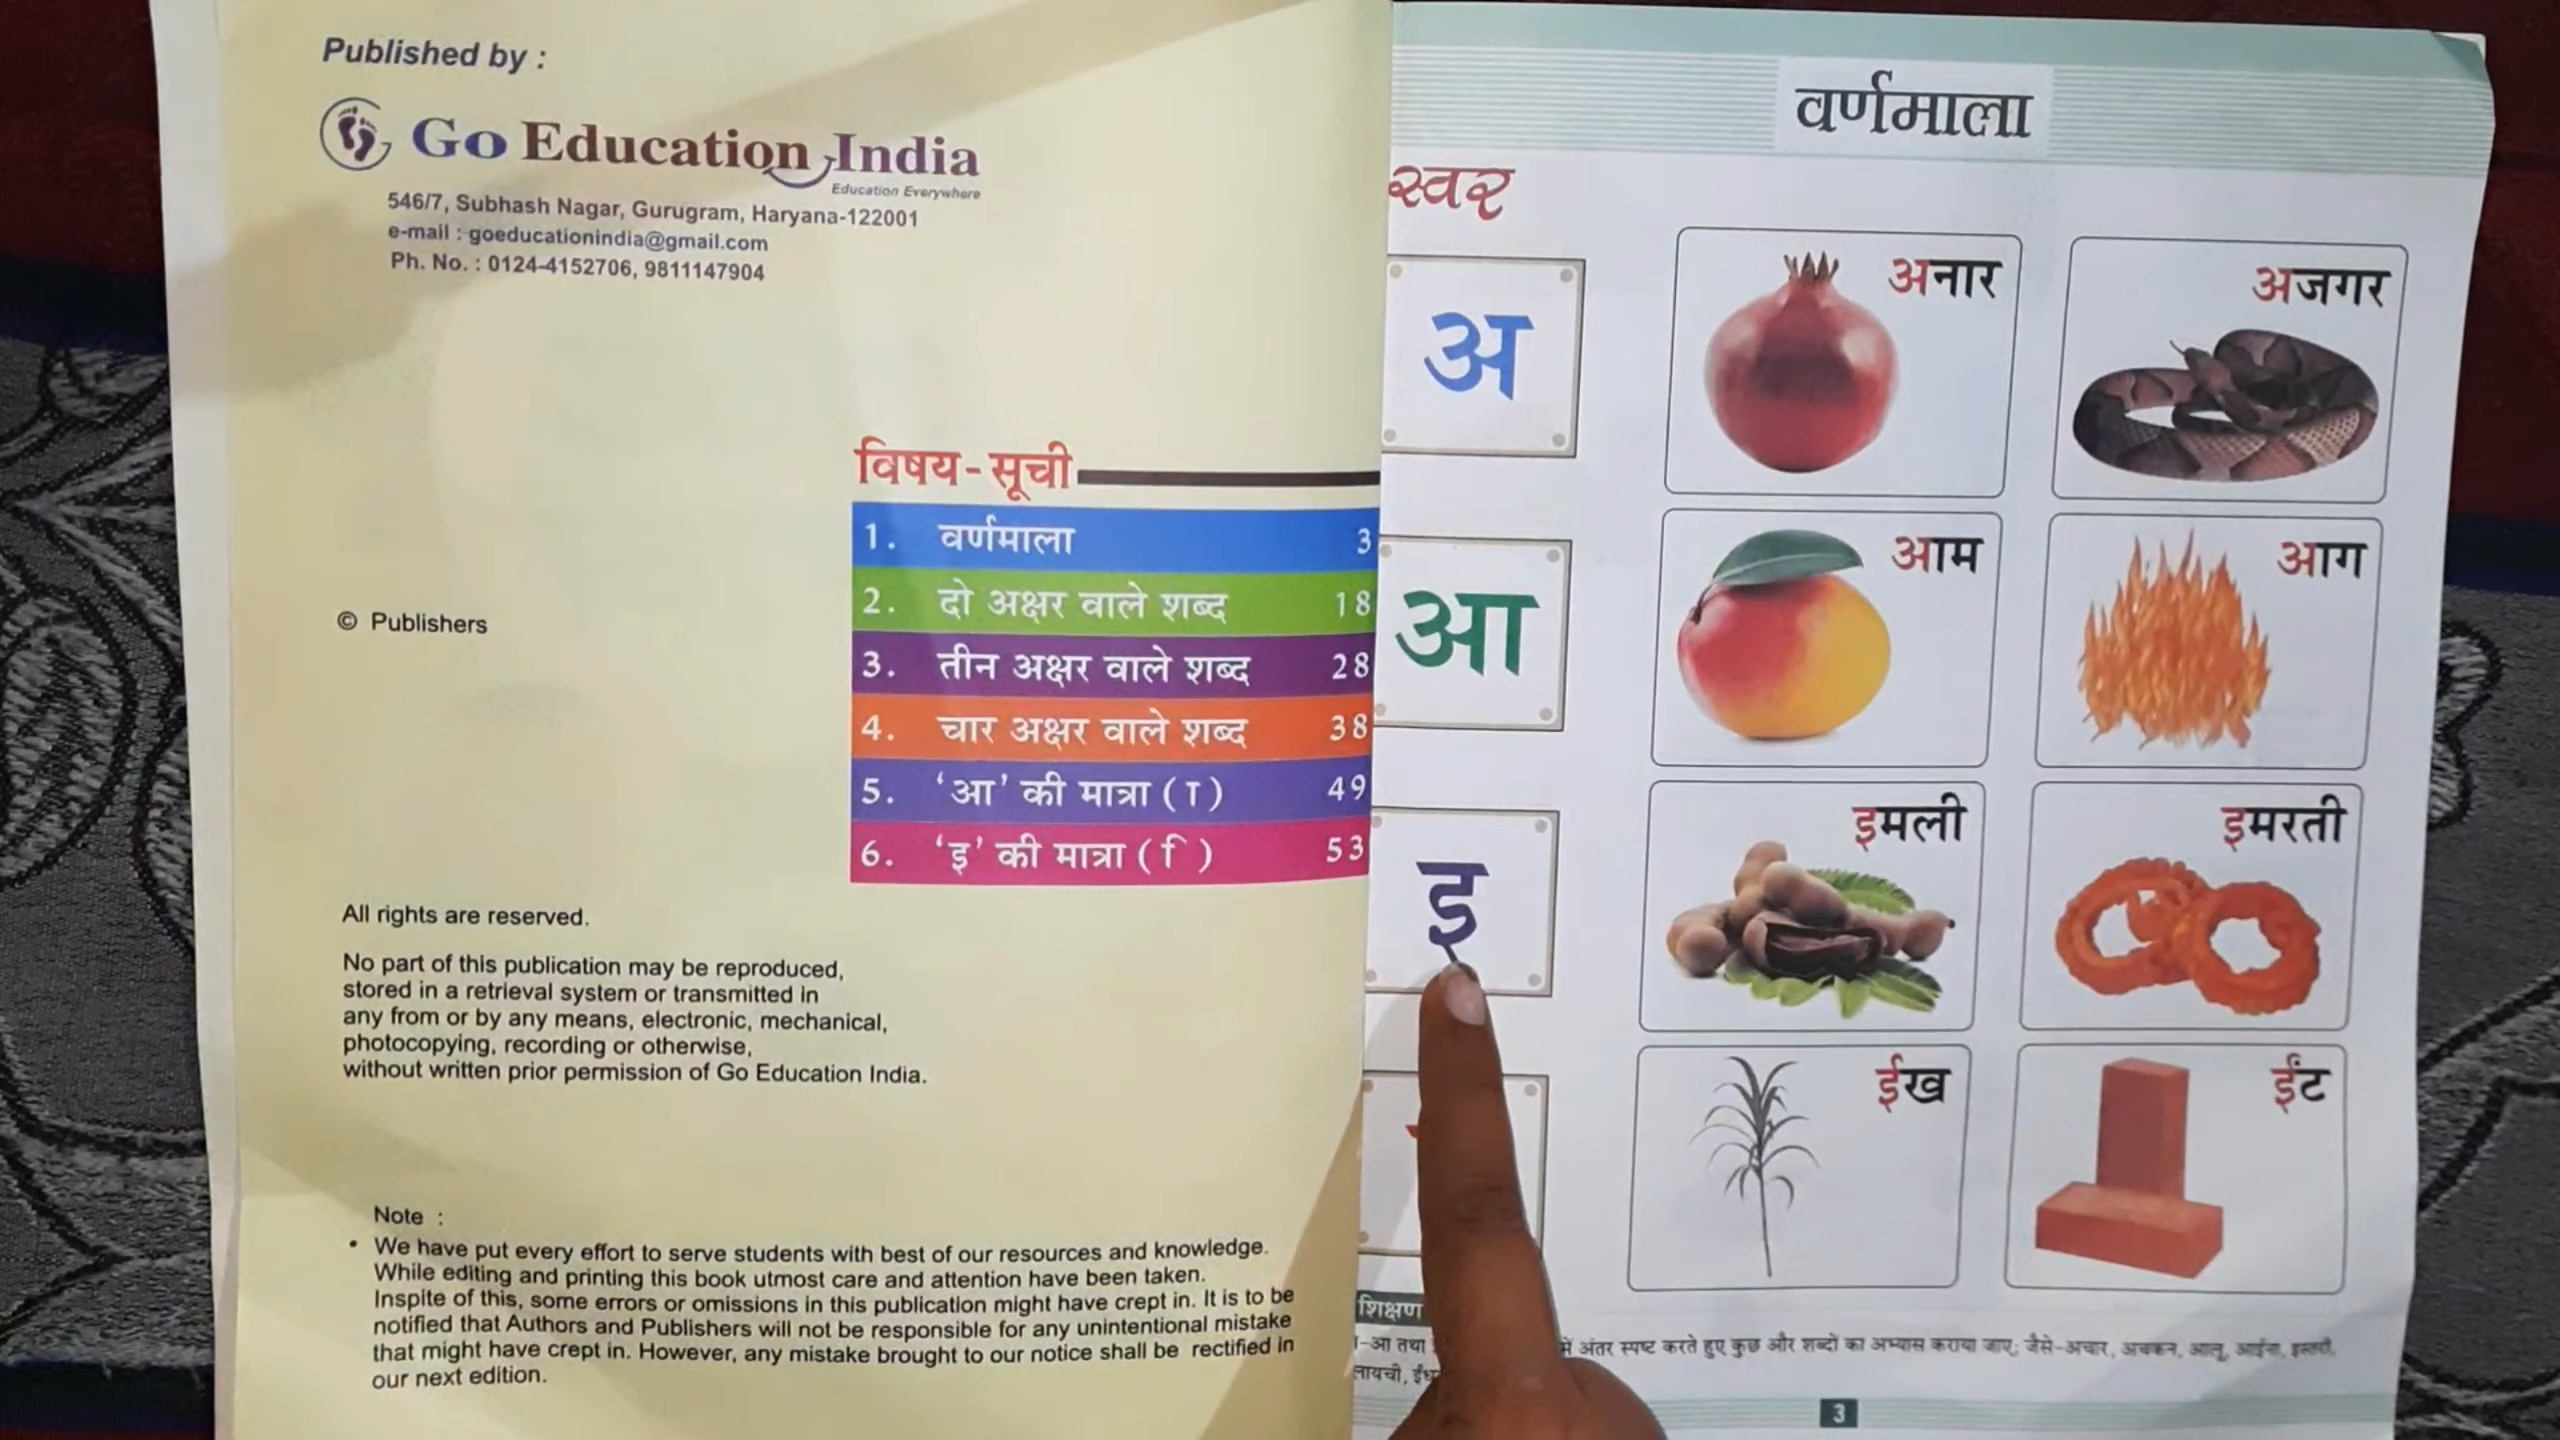 Published by :
Go Education India
Education Everywhere
546/7, Subhash Nagar, Gurugram, Haryana-122001
e-mail : goeducationindia@gmail.com
Ph. No. : 0124-4152706, 9811147904
विषय-सूची
1. वर्णमाला 3
2. दो अक्षर वाले शब्द 18
3. तीन अक्षर वाले शब्द 28
4. चार अक्षर वाले शब्द 38
5. ‘आ’ की मात्रा (ा) 49
6. ‘इ’ की मात्रा (ि) 53
© Publishers
All rights are reserved.
No part of this publication may be reproduced,
stored in a retrieval system or transmitted in
any from or by any means, electronic, mechanical,
photocopying, recording or otherwise,
without written prior permission of Go Education India.
Note :
• We have put every effort to serve students with best of our resources and knowledge.
While editing and printing this book utmost care and attention have been taken.
Inspite of this, some errors or omissions in this publication might have crept in. It is to be
notified that Authors and Publishers will not be responsible for any unintentional mistake
that might have crept in. However, any mistake brought to our notice shall be rectified in
our next edition.
वर्णमाला
स्वर
अ अनार अजगर
आ आम आग
इ इमली इमरती
ईख ईंट
शिक्षण
-आ तथा में अंतर स्पष्ट करते हुए कुछ और शब्दों का अभ्यास कराया जाए; जैसे-अचार, अचकन, आलू, आईना, इस्तरी,
3